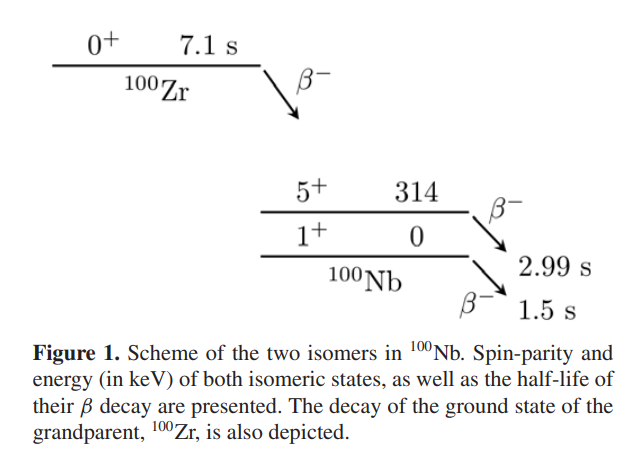 0⁺ 7.1 s
¹⁰⁰Zr
β⁻
5⁺ 314
β⁻
1⁺ 0
2.99 s
¹⁰⁰Nb
β⁻
1.5 s
Figure 1. Scheme of the two isomers in ¹⁰⁰Nb. Spin-parity and
energy (in keV) of both isomeric states, as well as the half-life of
their β decay are presented. The decay of the ground state of the
grandparent, ¹⁰⁰Zr, is also depicted.